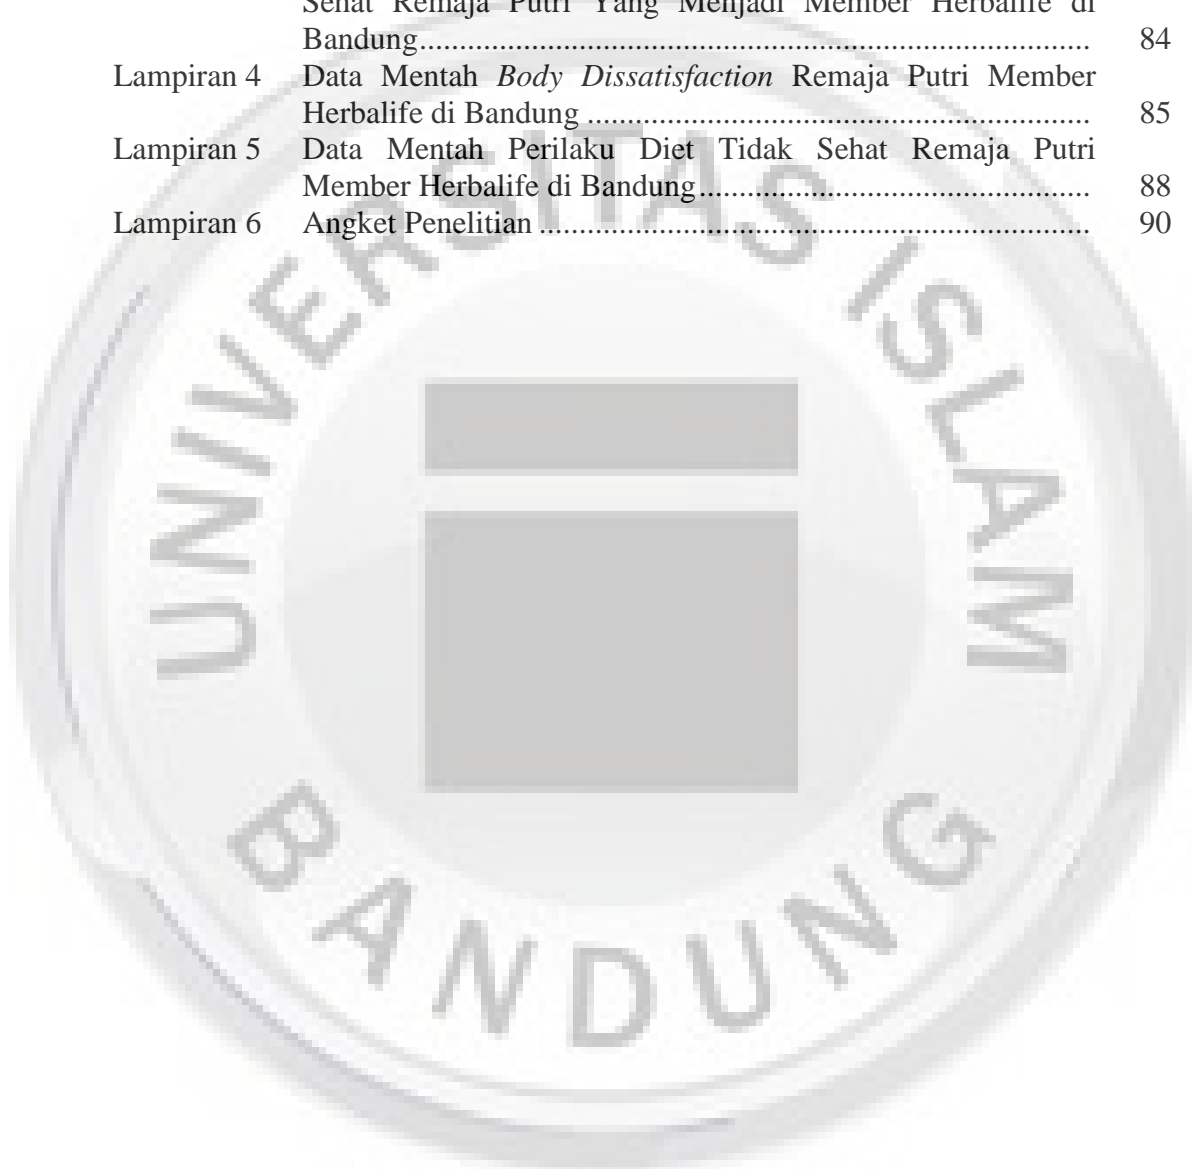 Sehat Remaja Putri Yang Menjadi Member Herbalife di
Bandung..................................................................................... 84
Lampiran 4 Data Mentah Body Dissatisfaction Remaja Putri Member
Herbalife di Bandung ................................................................ 85
Lampiran 5 Data Mentah Perilaku Diet Tidak Sehat Remaja Putri
Member Herbalife di Bandung.................................................. 88
Lampiran 6 Angket Penelitian ...................................................................... 90
UNIVERSITAS ISLAM
BANDUNG